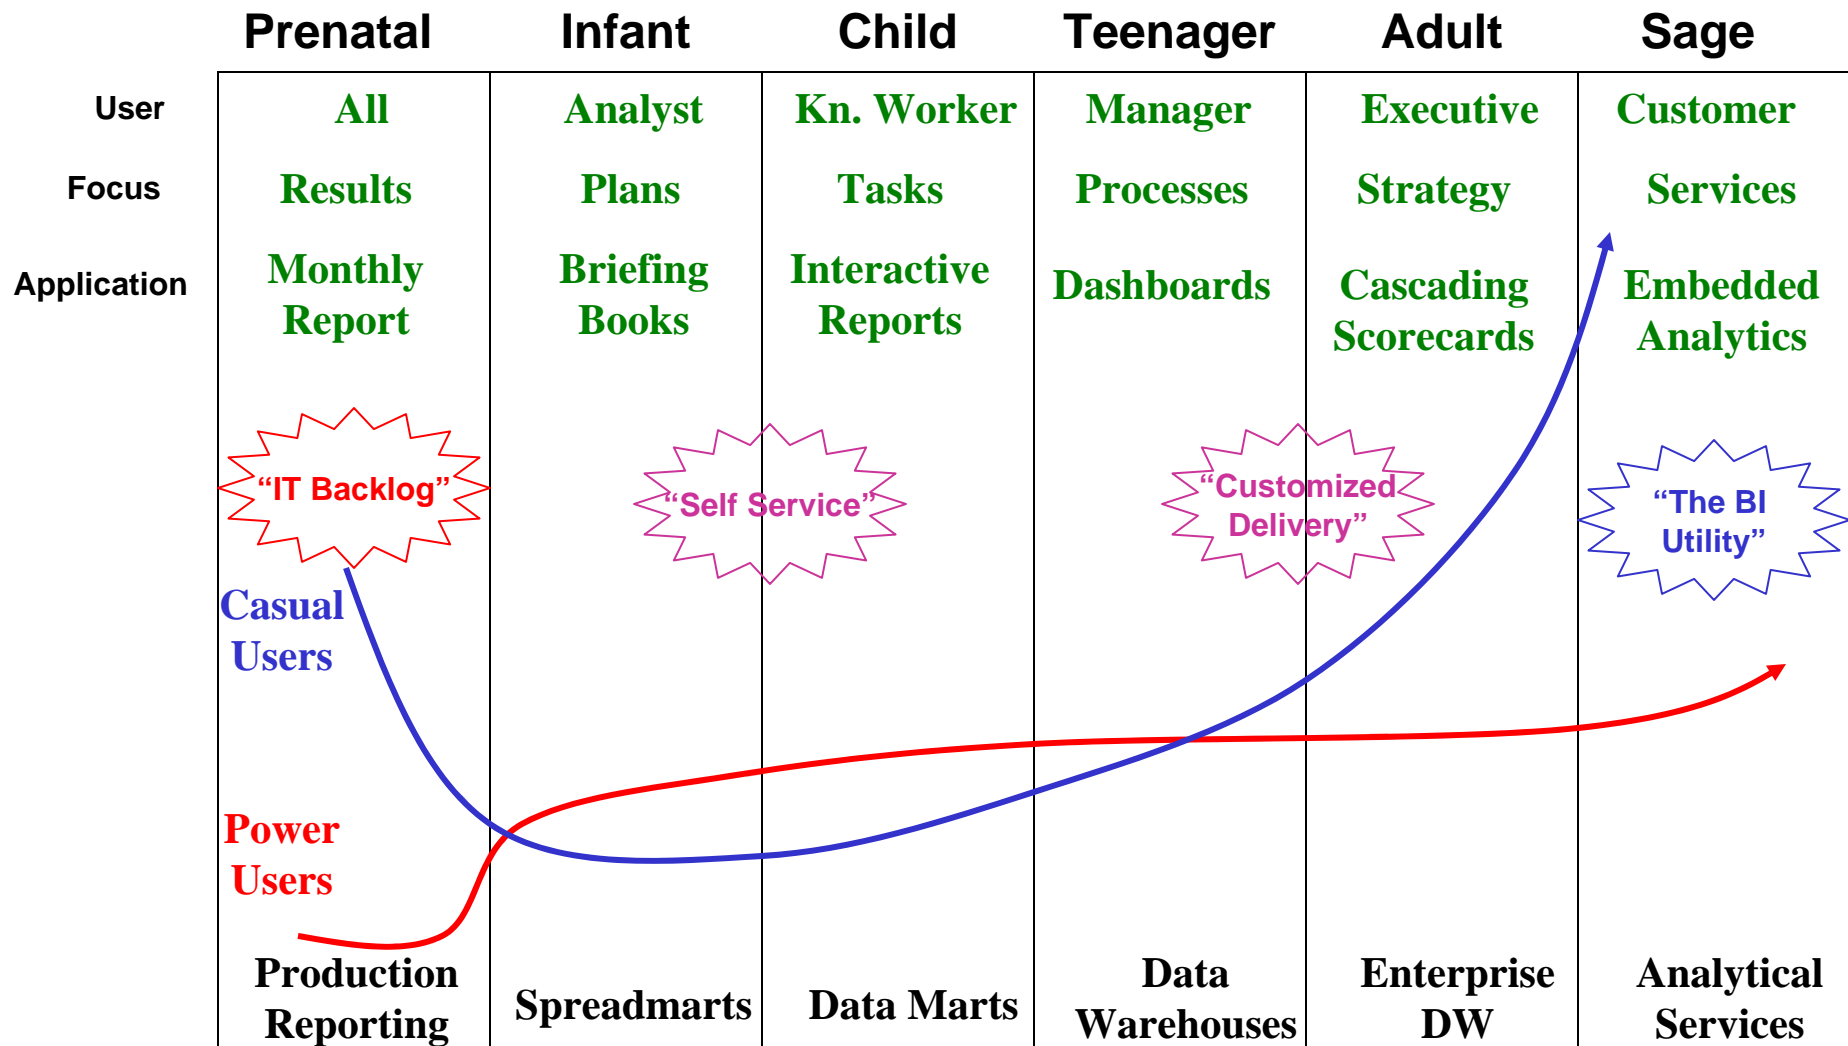 Prenatal Infant Child Teenager Adult Sage
User All Analyst Kn. Worker Manager Executive Customer
Focus Results Plans Tasks Processes Strategy Services
Application Monthly Briefing Interactive Dashboards Cascading Embedded
Report Books Reports Scorecards Analytics
“IT Backlog”
“Self Service”
“Customized
Delivery”
“The BI
Utility”
Casual
Users
Power
Users
Production Spreadmarts Data Marts Data Enterprise Analytical
Reporting Warehouses DW Services